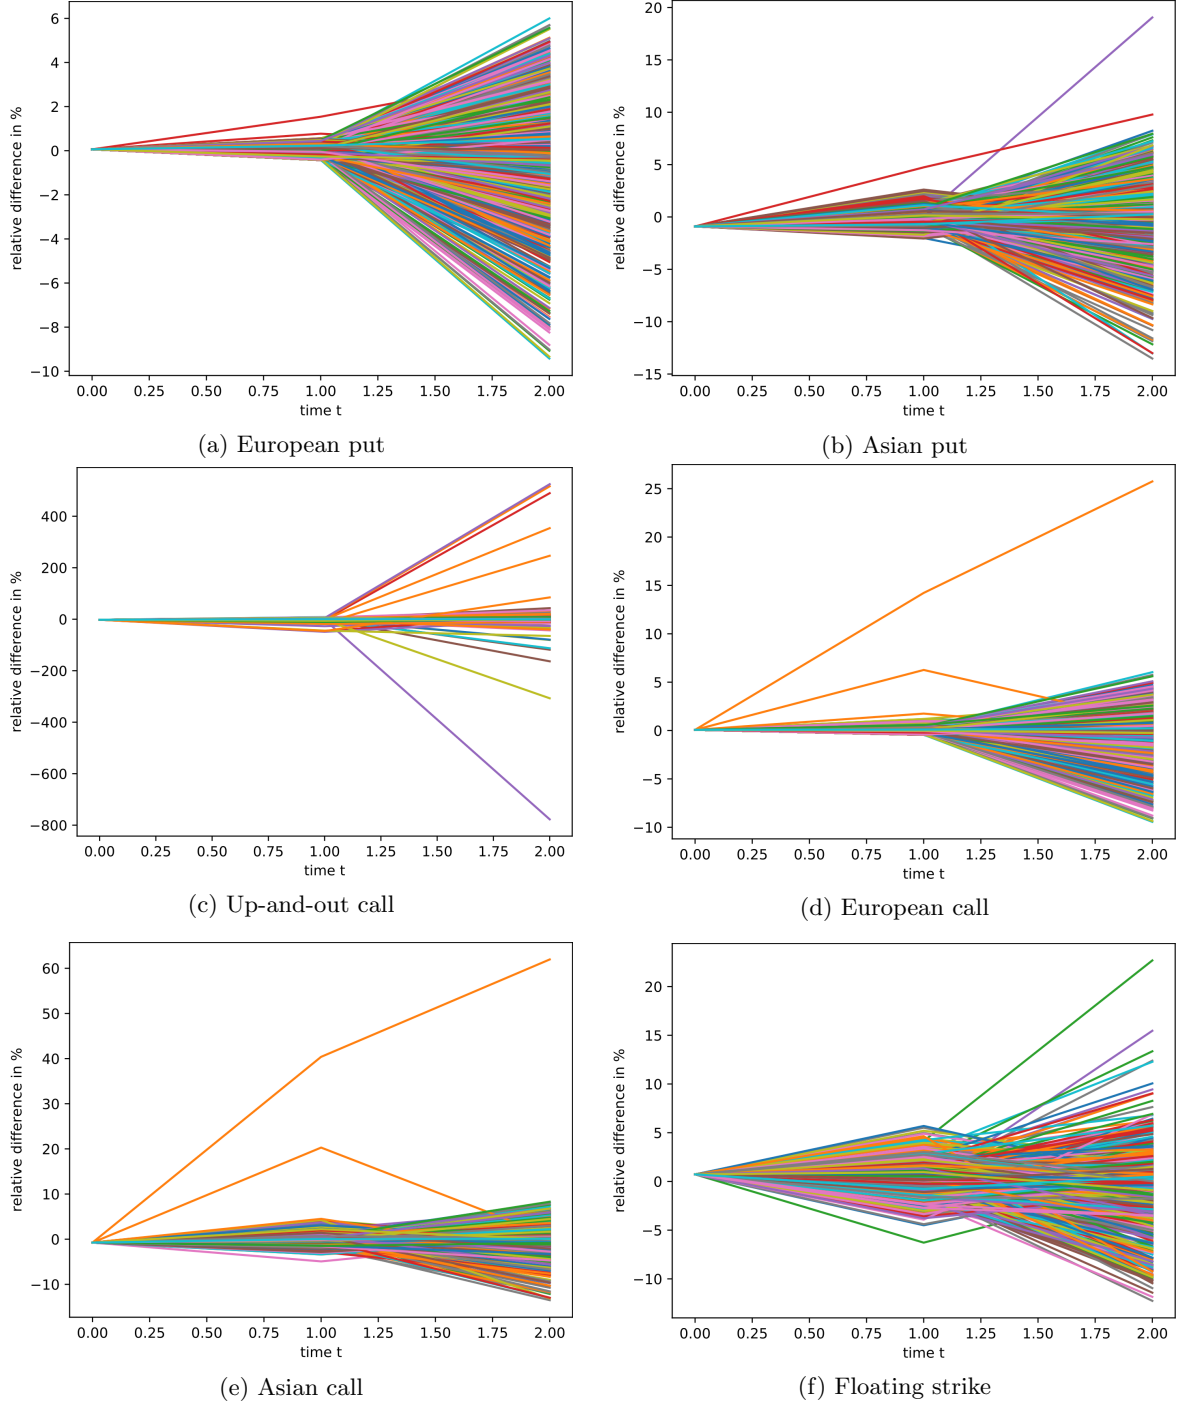 relative difference in %
6
4
2
0
−2
−4
−6
−8
−10
0.00 0.25 0.50 0.75 1.00 1.25 1.50 1.75 2.00
time t
(a) European put
relative difference in %
20
15
10
5
0
−5
−10
−15
0.00 0.25 0.50 0.75 1.00 1.25 1.50 1.75 2.00
time t
(b) Asian put
relative difference in %
400
200
0
−200
−400
−600
−800
0.00 0.25 0.50 0.75 1.00 1.25 1.50 1.75 2.00
time t
(c) Up-and-out call
relative difference in %
25
20
15
10
5
0
−5
−10
0.00 0.25 0.50 0.75 1.00 1.25 1.50 1.75 2.00
time t
(d) European call
relative difference in %
60
50
40
30
20
10
0
−10
0.00 0.25 0.50 0.75 1.00 1.25 1.50 1.75 2.00
time t
(e) Asian call
relative difference in %
20
15
10
5
0
−5
−10
0.00 0.25 0.50 0.75 1.00 1.25 1.50 1.75 2.00
time t
(f) Floating strike